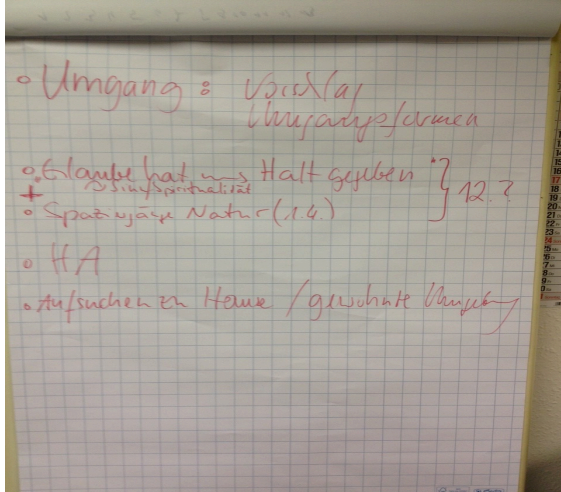 ◦ Umgang : Vorschlag
Umgangsformen
◦ Glaube hat uns Halt gegeben } 12.?
+ Sinn/Spiritualität
◦ Spaziergänge Natur (1.4.)
◦ HA
◦ Aufsuchen zu Hause / gewohnte Umgebung